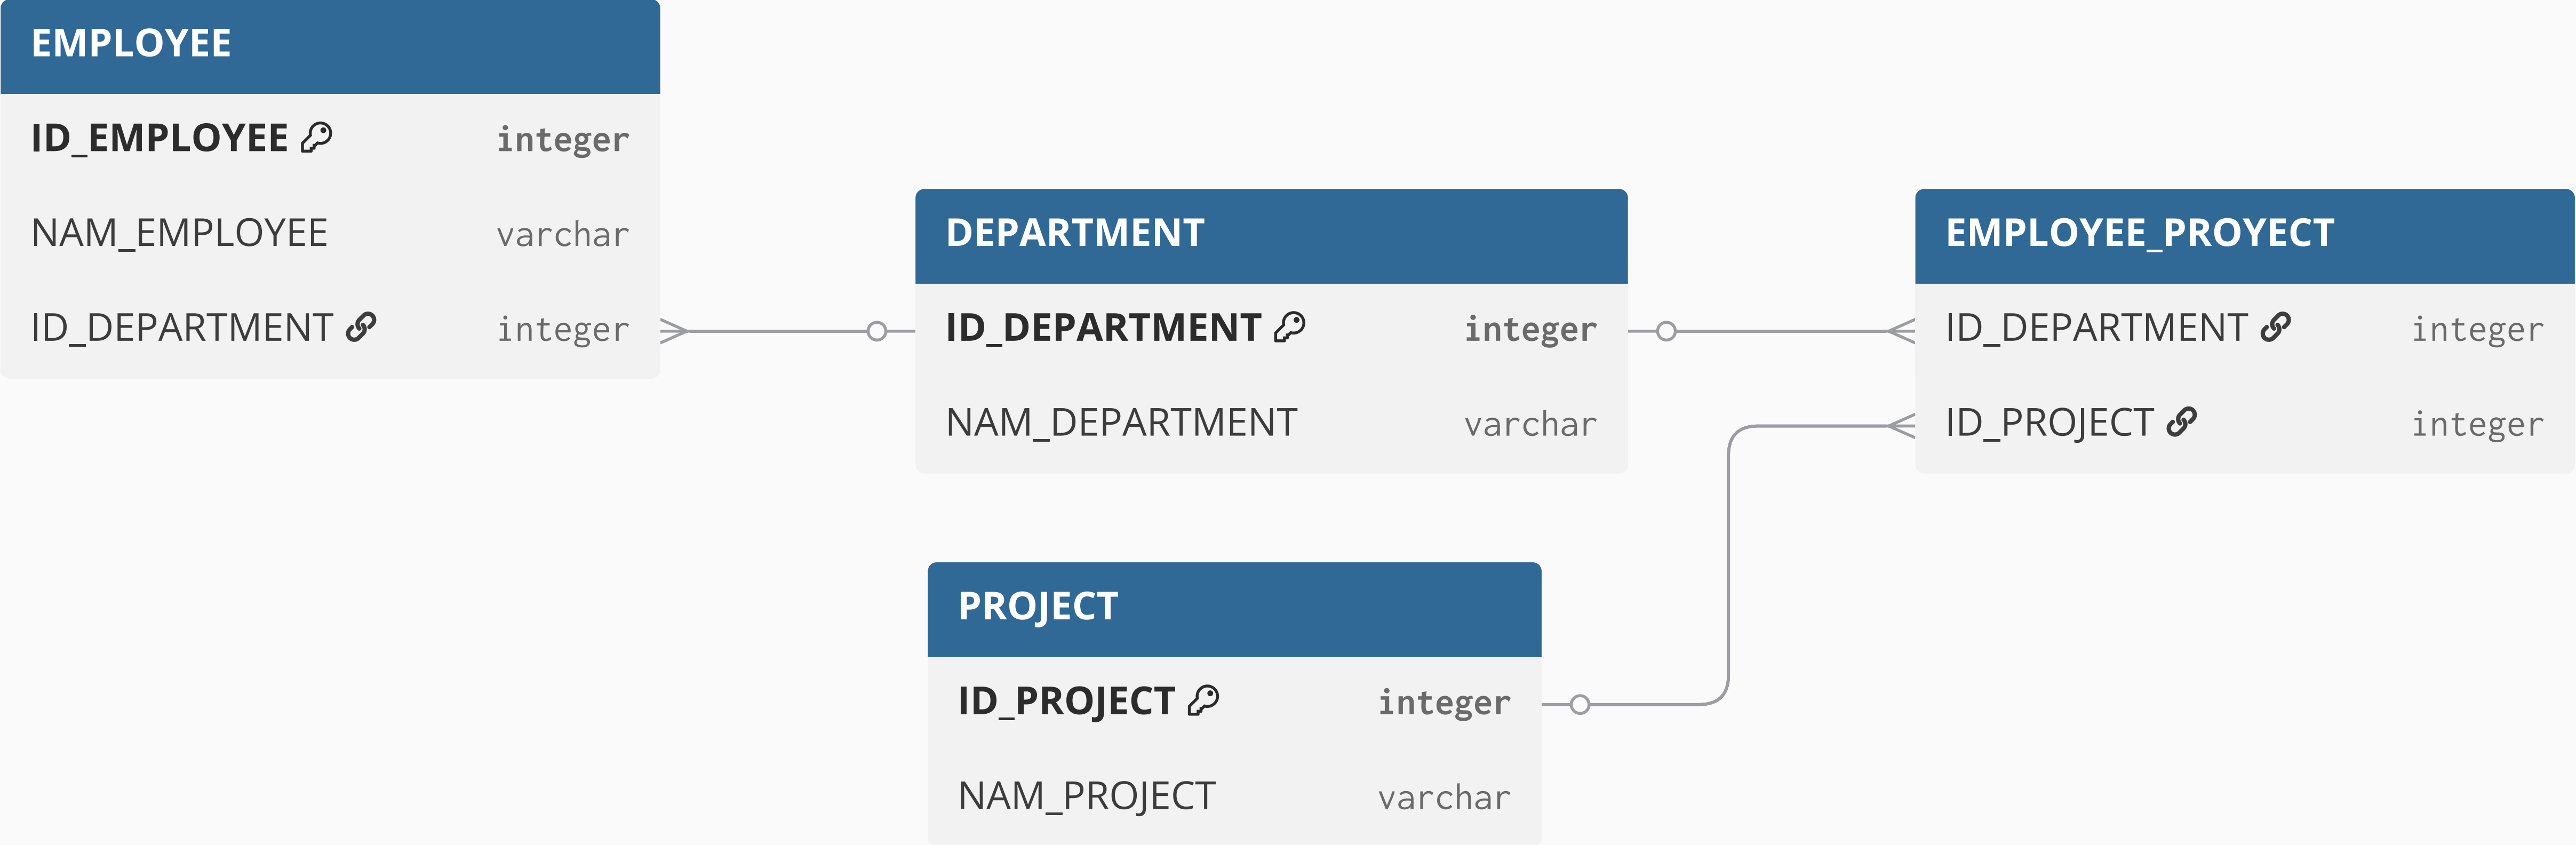 EMPLOYEE
ID_EMPLOYEE integer
NAM_EMPLOYEE varchar
ID_DEPARTMENT integer
DEPARTMENT
ID_DEPARTMENT integer
NAM_DEPARTMENT varchar
EMPLOYEE_PROYECT
ID_DEPARTMENT integer
ID_PROJECT integer
PROJECT
ID_PROJECT integer
NAM_PROJECT varchar